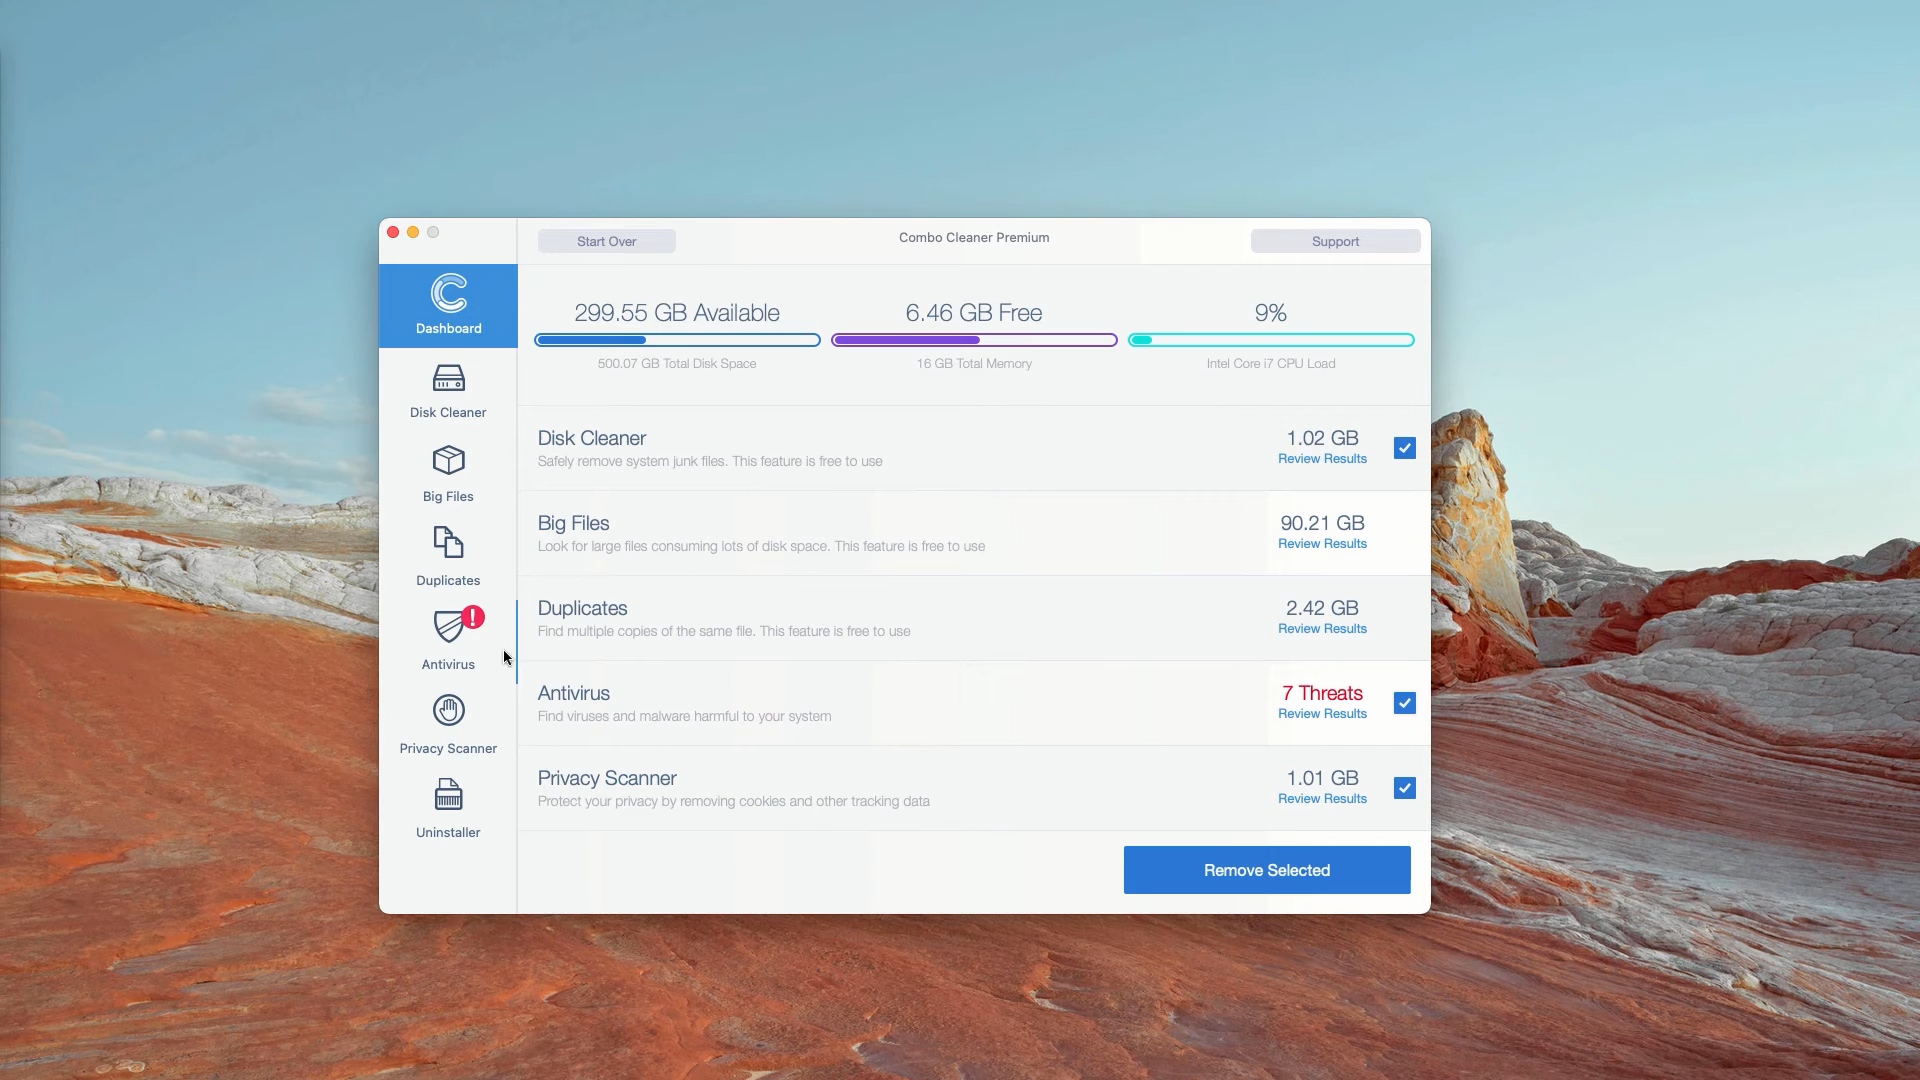 Start Over
Combo Cleaner Premium
Support
Dashboard
Disk Cleaner
Big Files
Duplicates
Antivirus
Privacy Scanner
Uninstaller
299.55 GB Available
500.07 GB Total Disk Space
6.46 GB Free
16 GB Total Memory
9%
Intel Core i7 CPU Load
Disk Cleaner
Safely remove system junk files. This feature is free to use
1.02 GB
Review Results
Big Files
Look for large files consuming lots of disk space. This feature is free to use
90.21 GB
Review Results
Duplicates
Find multiple copies of the same file. This feature is free to use
2.42 GB
Review Results
Antivirus
Find viruses and malware harmful to your system
7 Threats
Review Results
Privacy Scanner
Protect your privacy by removing cookies and other tracking data
1.01 GB
Review Results
Remove Selected